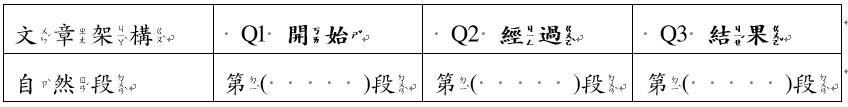 文章架構 Q1 開始 Q2 經過 Q3 結果
自然段 第(     )段 第(     )段 第(     )段